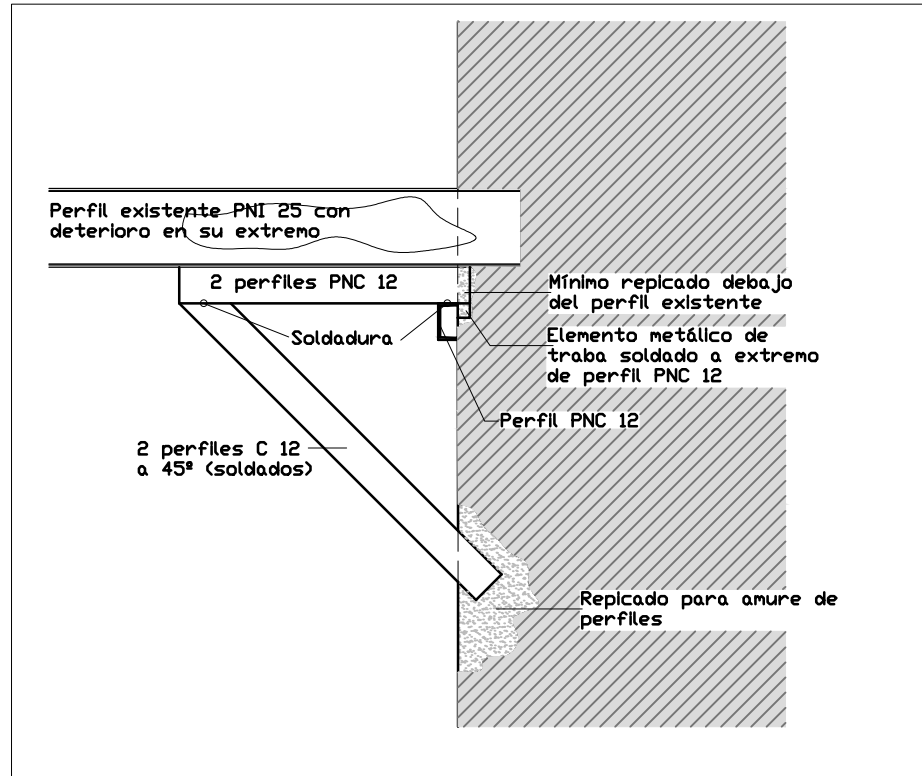 Perfil existente PNI 25 con
deterioro en su extremo
2 perfiles PNC 12
Mínimo repicado debajo
del perfil existente
Soldadura
Elemento metálico de
traba soldado a extremo
de perfil PNC 12
Perfil PNC 12
2 perfiles C 12
a 45º (soldados)
Repicado para amure de
perfiles